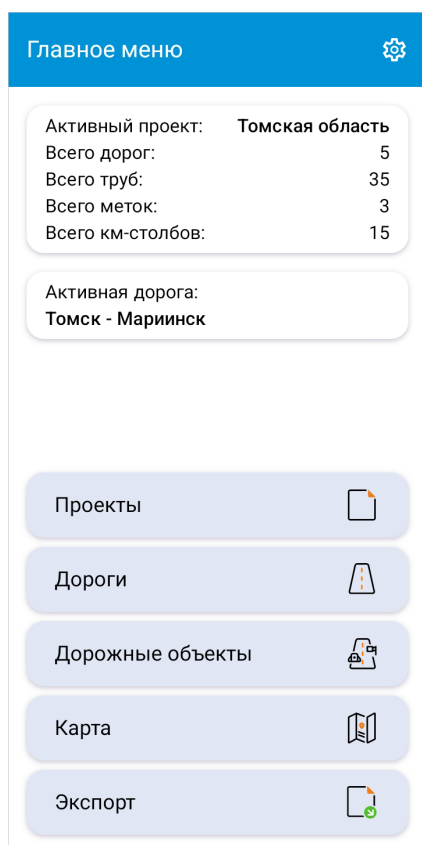 Главное меню
Активный проект: Томская область
Всего дорог: 5
Всего труб: 35
Всего меток: 3
Всего км-столбов: 15
Активная дорога:
Томск - Мариинск
Проекты
Дороги
Дорожные объекты
Карта
Экспорт